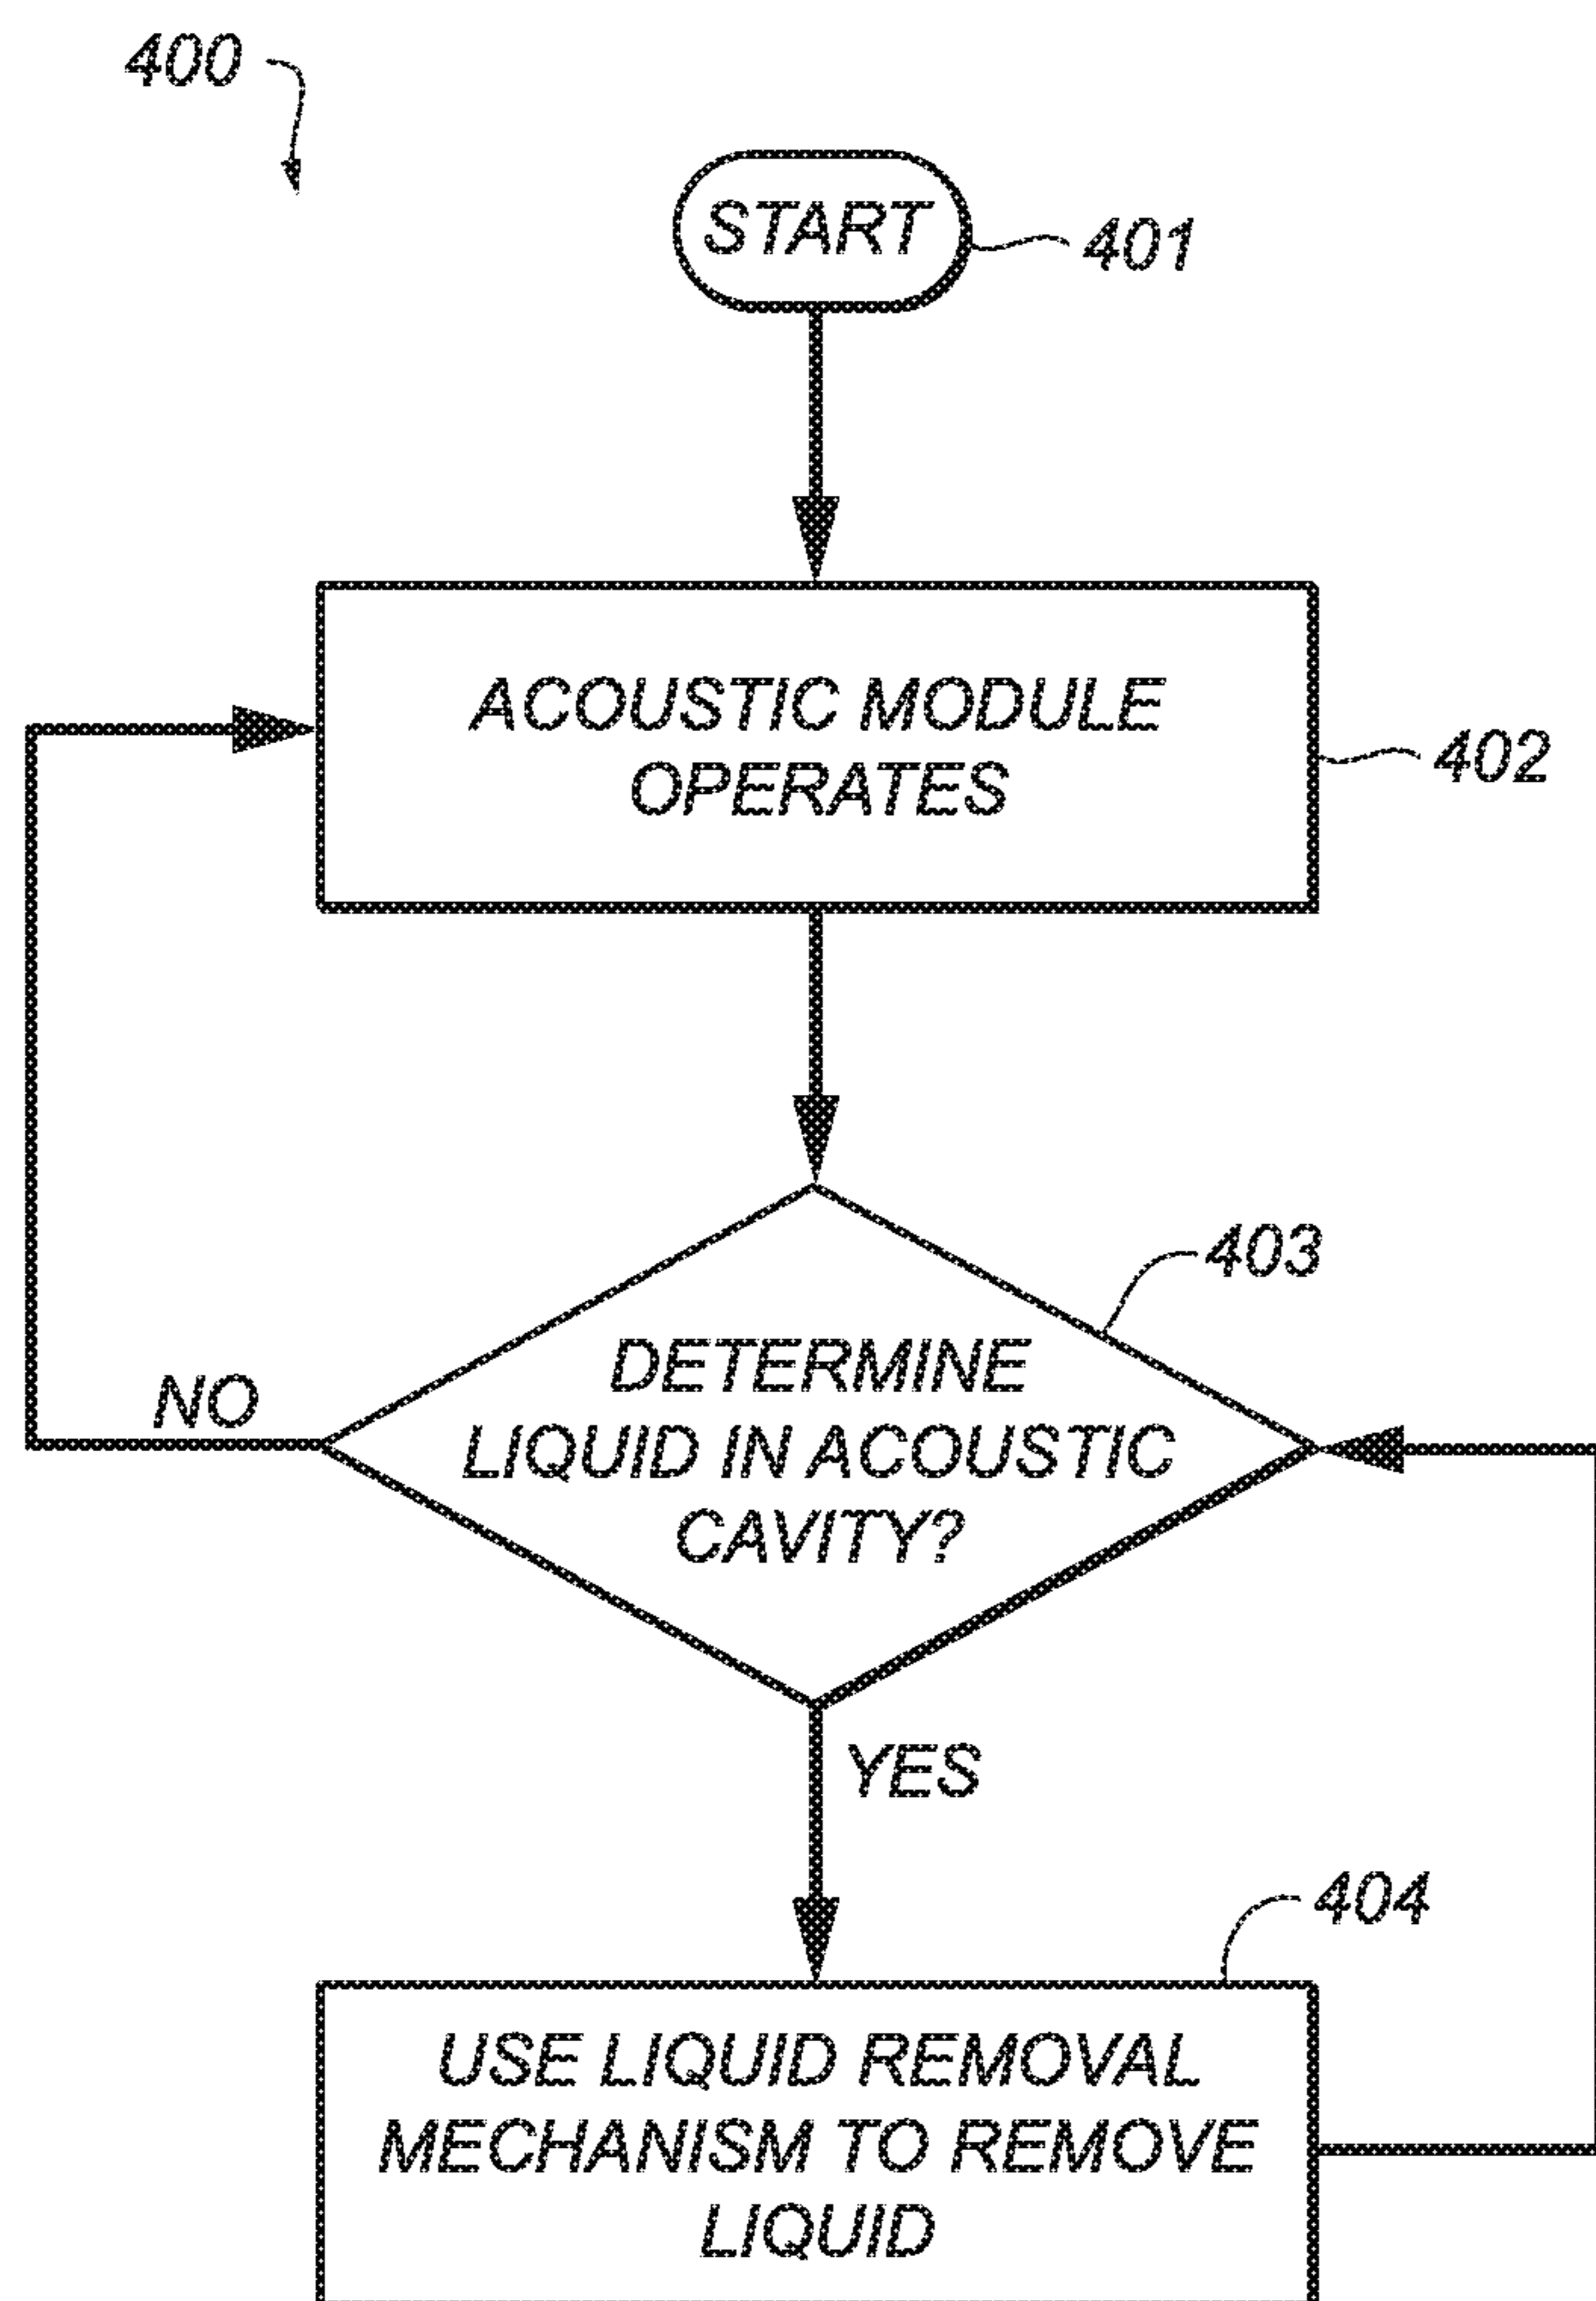 400
START
401
ACOUSTIC MODULE
OPERATES
402
403
DETERMINE
LIQUID IN ACOUSTIC
CAVITY?
NO
YES
404
USE LIQUID REMOVAL
MECHANISM TO REMOVE
LIQUID